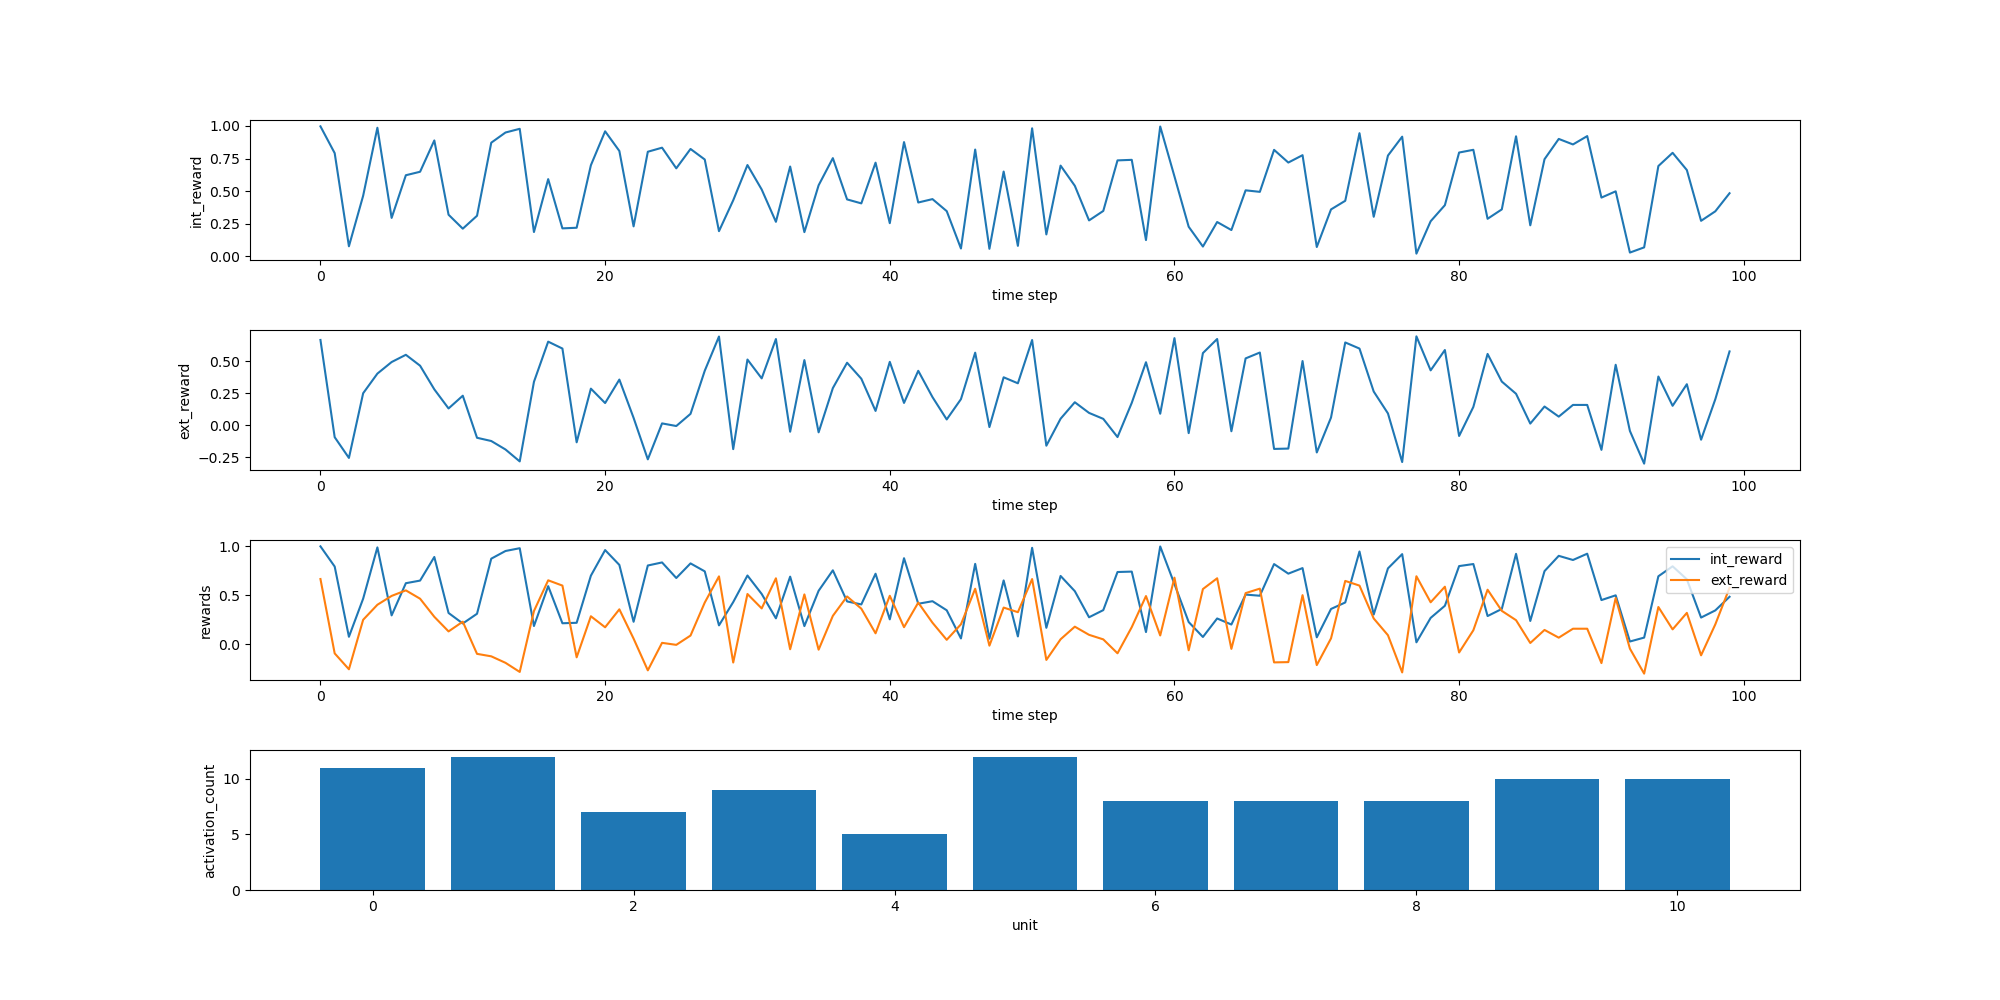 1.00
0.75
0.50
0.25
0.00
int_reward
0 20 40 60 80 100
time step
0.50
0.25
0.00
−0.25
ext_reward
0 20 40 60 80 100
time step
1.0
0.5
0.0
rewards
int_reward
ext_reward
0 20 40 60 80 100
time step
10
5
0
activation_count
0 2 4 6 8 10
unit